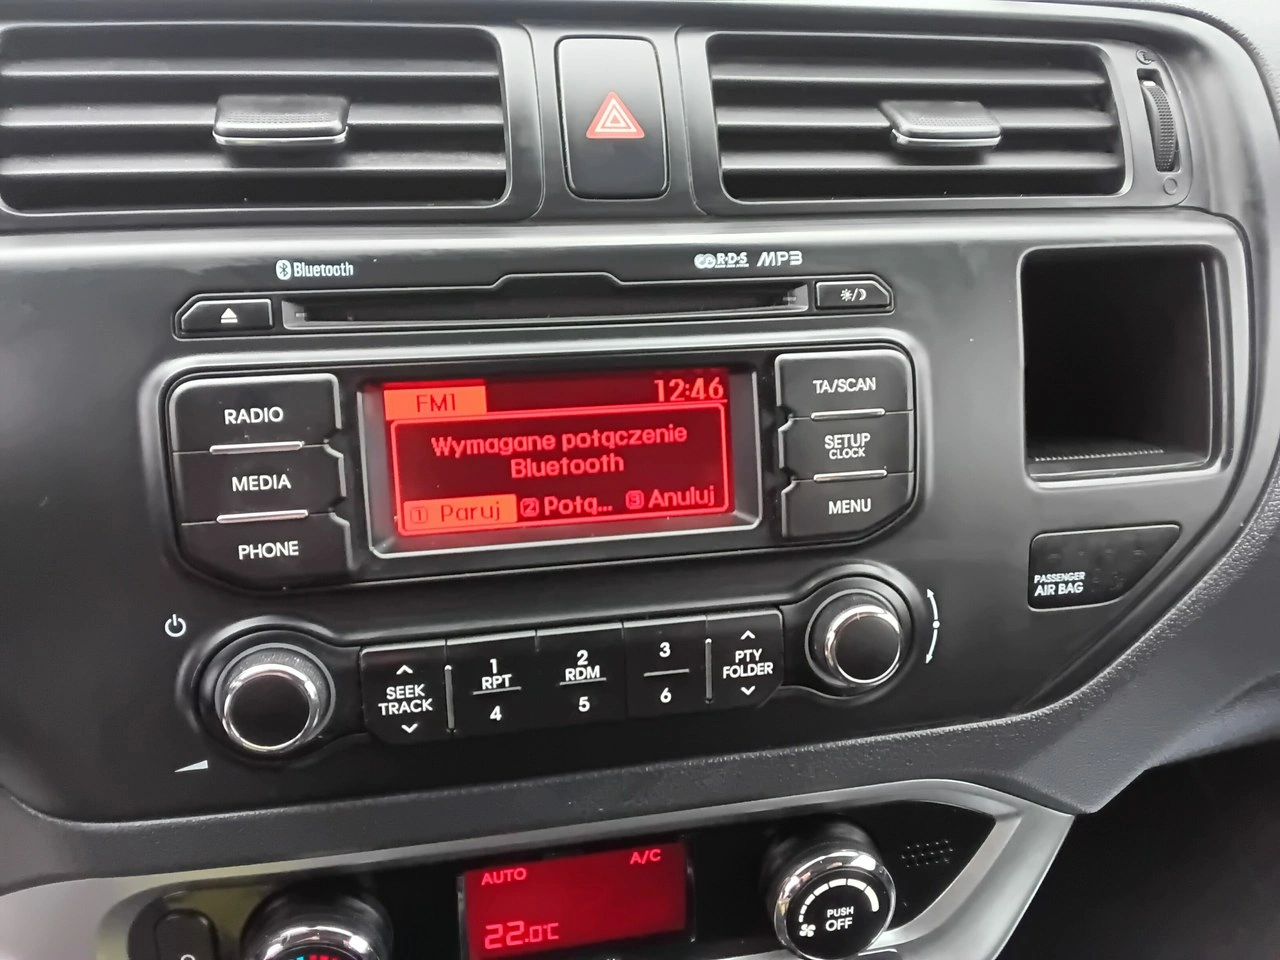 Bluetooth
R·D·S MP3
RADIO
MEDIA
PHONE
FM1 12:46
Wymagane połączenie
Bluetooth
1 Paruj 2 Połą... 3 Anuluj
TA/SCAN
SETUP
CLOCK
MENU
PASSENGER
AIR BAG
SEEK
TRACK
1
RPT
4
2
RDM
5
3
6
PTY
FOLDER
AUTO A/C
22.0°C
PUSH
OFF